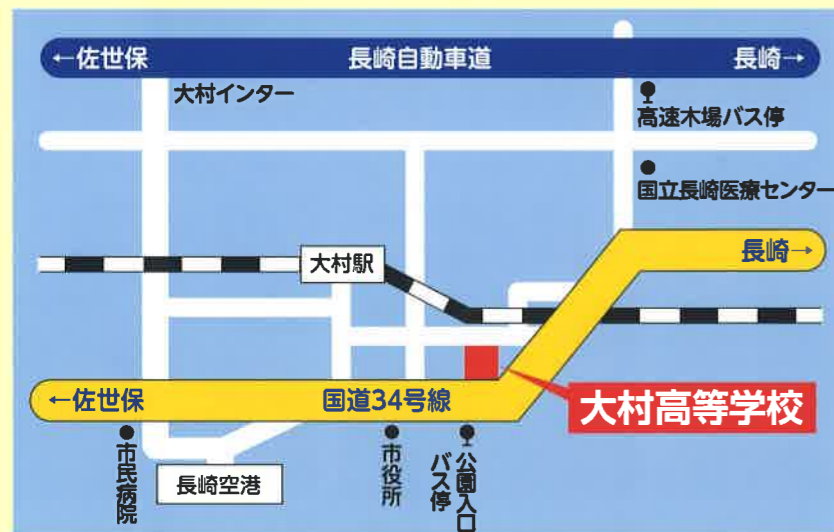 ←佐世保
長崎自動車道
長崎→
大村インター
高速木場バス停
国立長崎医療センター
大村駅
長崎→
←佐世保
国道34号線
大村高等学校
市民病院
長崎空港
市役所
公園入口
バス停